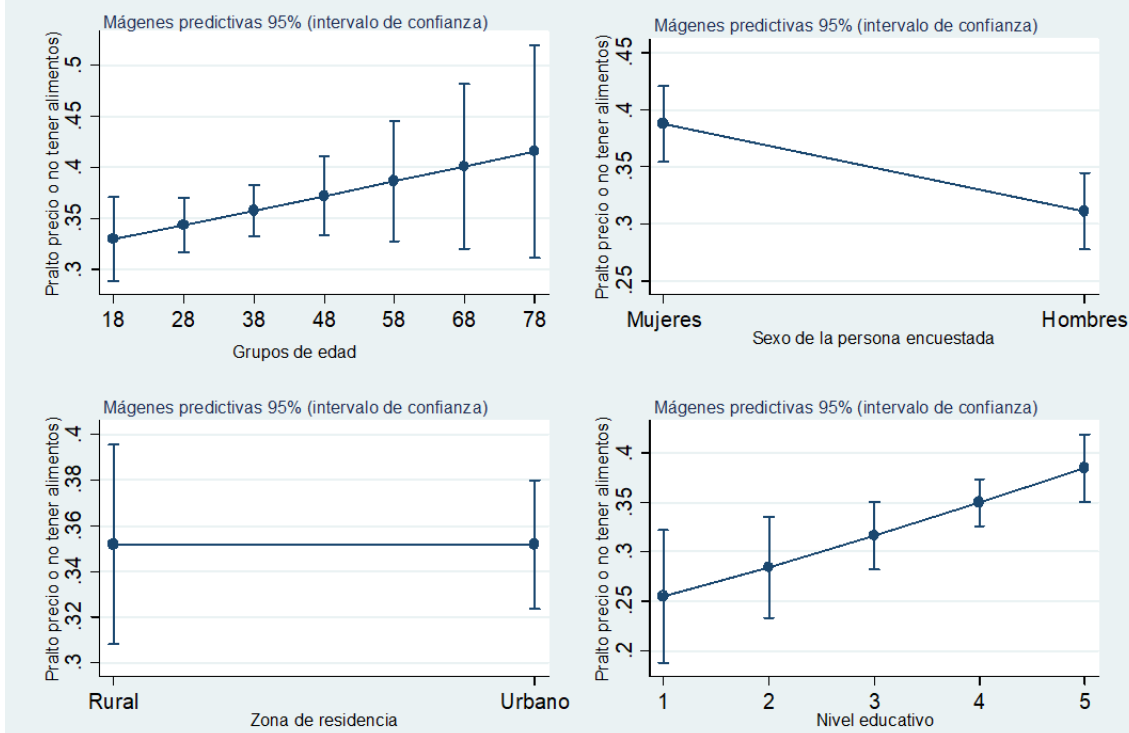 Mágenes predictivas 95% (intervalo de confianza)
Pralto precio o no tener alimentos)
.5
.45
.4
.35
.3
18 28 38 48 58 68 78
Grupos de edad
Mágenes predictivas 95% (intervalo de confianza)
Pralto precio o no tener alimentos)
.45
.4
.35
.3
.25
Mujeres Hombres
Sexo de la persona encuestada
Mágenes predictivas 95% (intervalo de confianza)
Pralto precio o no tener alimentos)
.4
.38
.36
.34
.32
.3
Rural Urbano
Zona de residencia
Mágenes predictivas 95% (intervalo de confianza)
Pralto precio o no tener alimentos)
.4
.35
.3
.25
.2
1 2 3 4 5
Nivel educativo